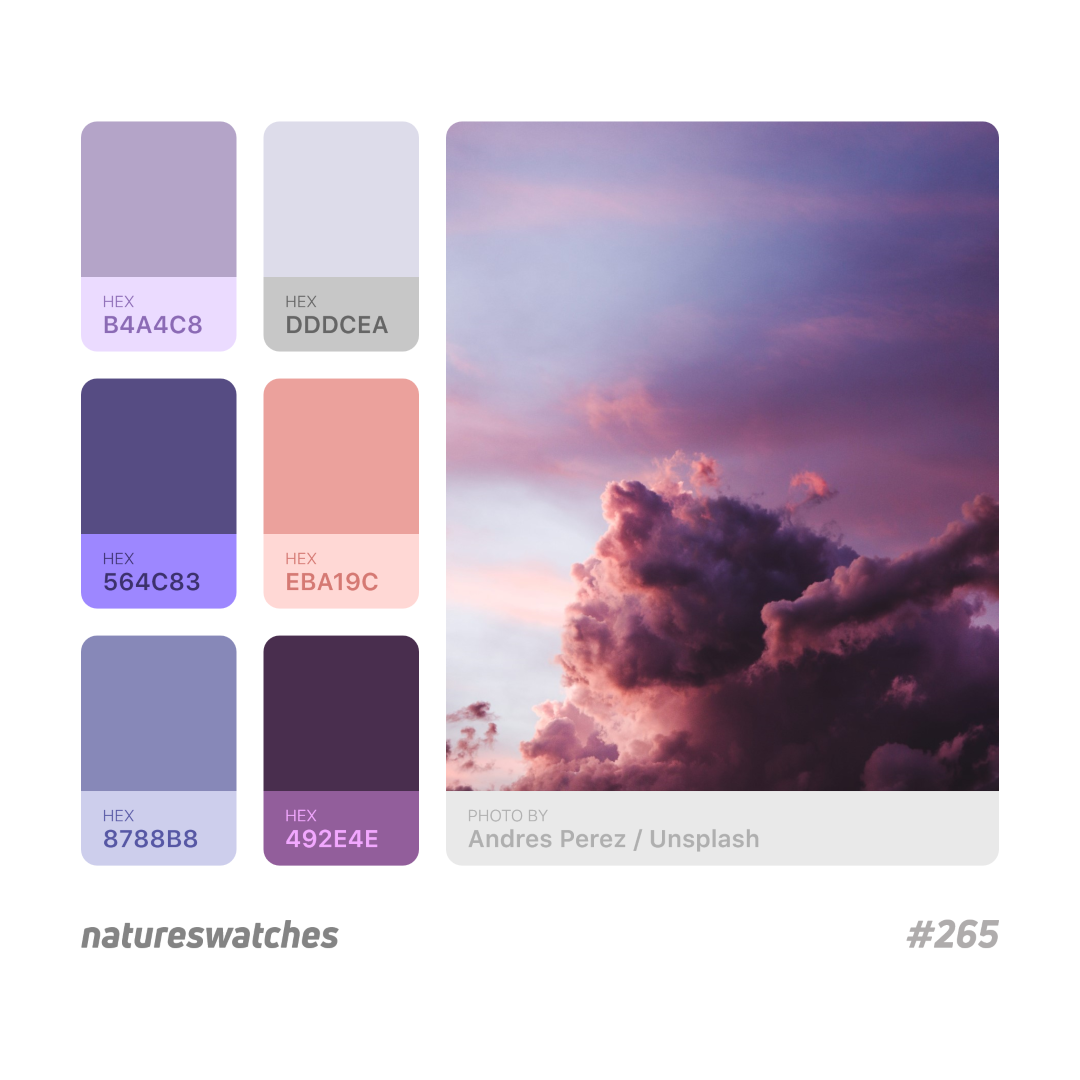 HEX
B4A4C8
HEX
DDDCEA
HEX
564C83
HEX
EBA19C
HEX
8788B8
HEX
492E4E
PHOTO BY
Andres Perez / Unsplash
natureswatches
#265